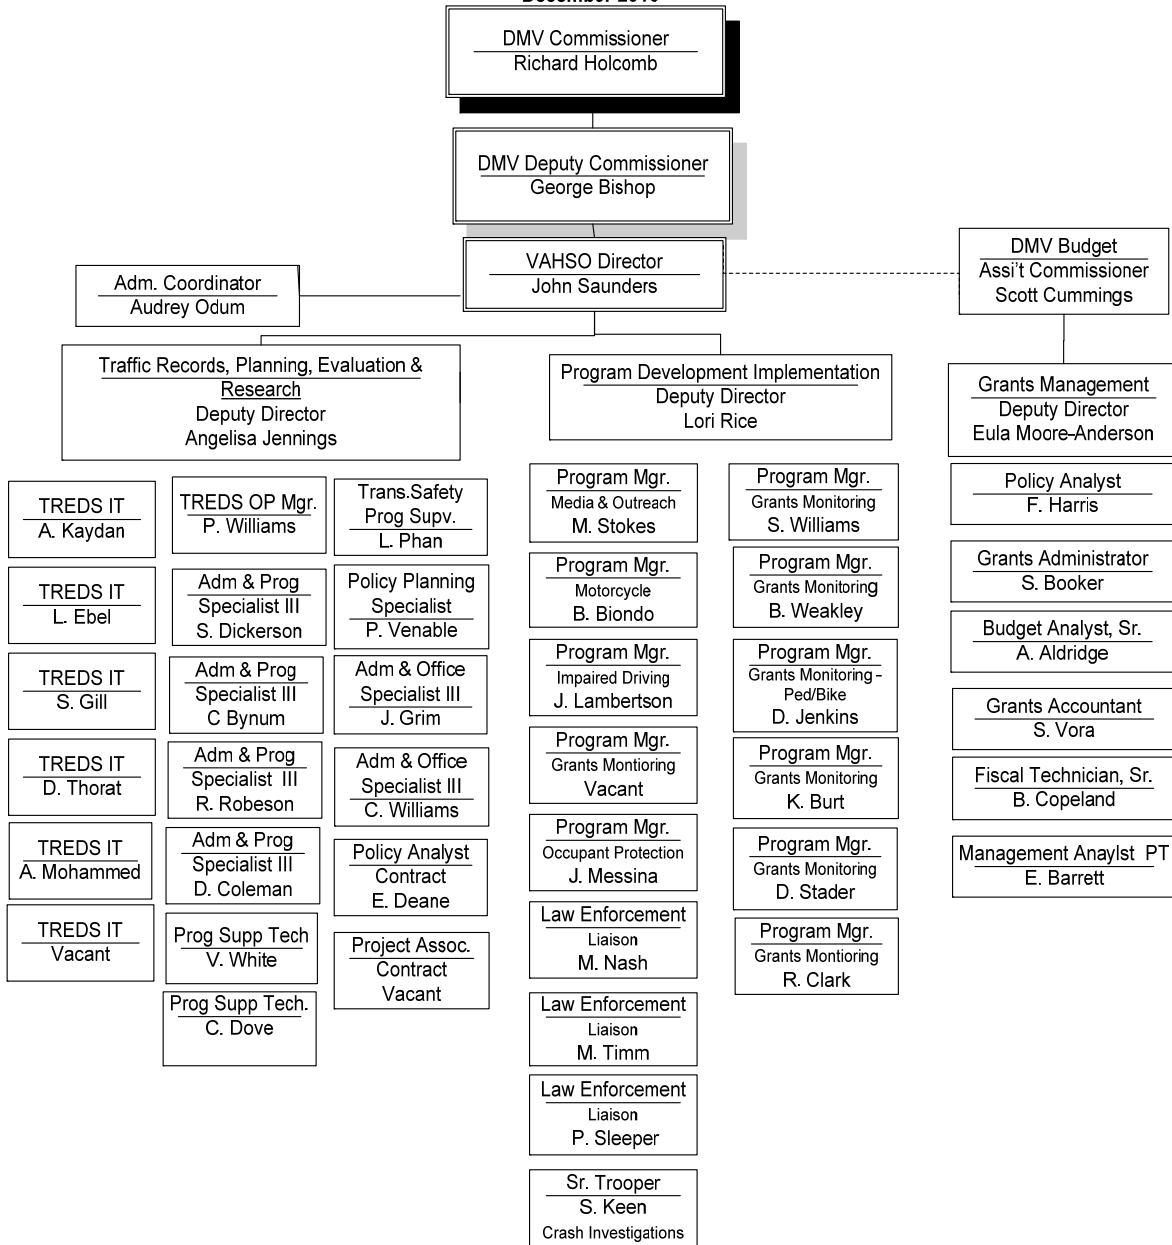 DMV Commissioner
Richard Holcomb
DMV Deputy Commissioner
George Bishop
VAHSO Director
John Saunders
DMV Budget
Assi't Commissioner
Scott Cummings
Adm. Coordinator
Audrey Odum
Traffic Records, Planning, Evaluation &
Research
Deputy Director
Angelisa Jennings
Program Development Implementation
Deputy Director
Lori Rice
Grants Management
Deputy Director
Eula Moore-Anderson
TREDS IT
A. Kaydan
TREDS IT
L. Ebel
TREDS IT
S. Gill
TREDS IT
D. Thorat
TREDS IT
A. Mohammed
TREDS IT
Vacant
TREDS OP Mgr.
P. Williams
Adm & Prog
Specialist III
S. Dickerson
Adm & Prog
Specialist III
C Bynum
Adm & Prog
Specialist III
R. Robeson
Adm & Prog
Specialist III
D. Coleman
Prog Supp Tech
V. White
Prog Supp Tech.
C. Dove
Trans.Safety
Prog Supv.
L. Phan
Policy Planning
Specialist
P. Venable
Adm & Office
Specialist III
J. Grim
Adm & Office
Specialist III
C. Williams
Policy Analyst
Contract
E. Deane
Project Assoc.
Contract
Vacant
Program Mgr.
Media & Outreach
M. Stokes
Program Mgr.
Motorcycle
B. Biondo
Program Mgr.
Impaired Driving
J. Lambertson
Program Mgr.
Grants Montioring
Vacant
Program Mgr.
Occupant Protection
J. Messina
Law Enforcement
Liaison
M. Nash
Law Enforcement
Liaison
M. Timm
Law Enforcement
Liaison
P. Sleeper
Sr. Trooper
S. Keen
Crash Investigations
Program Mgr.
Grants Monitoring
S. Williams
Program Mgr.
Grants Monitoring
B. Weakley
Program Mgr.
Grants Monitoring -
Ped/Bike
D. Jenkins
Program Mgr.
Grants Monitoring
K. Burt
Program Mgr.
Grants Monitoring
D. Stader
Program Mgr.
Grants Montioring
R. Clark
Policy Analyst
F. Harris
Grants Administrator
S. Booker
Budget Analyst, Sr.
A. Aldridge
Grants Accountant
S. Vora
Fiscal Technician, Sr.
B. Copeland
Management Anaylst PT
E. Barrett